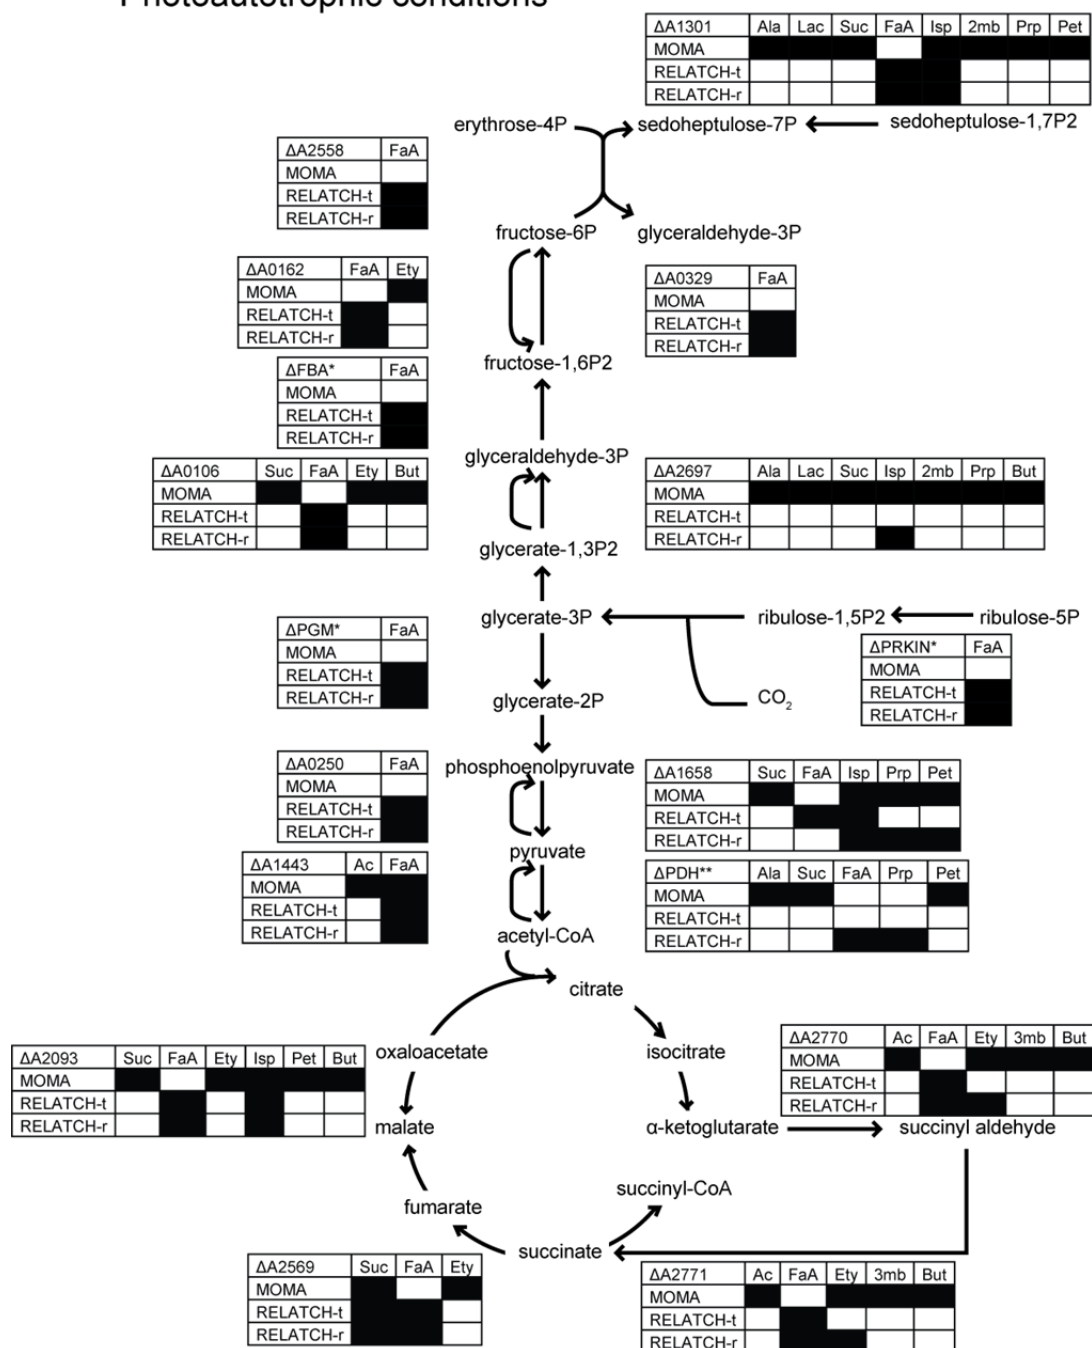 Photoautotrophic conditions
ΔA1301 Ala Lac Suc FaA Isp 2mb Prp Pet
MOMA
RELATCH-t
RELATCH-r
erythrose-4P sedoheptulose-7P sedoheptulose-1,7P2
ΔA2558 FaA
MOMA
RELATCH-t
RELATCH-r
fructose-6P glyceraldehyde-3P
ΔA0162 FaA Ety
MOMA
RELATCH-t
RELATCH-r
ΔA0329 FaA
MOMA
RELATCH-t
RELATCH-r
fructose-1,6P2
ΔFBA* FaA
MOMA
RELATCH-t
RELATCH-r
glyceraldehyde-3P
ΔA0106 Suc FaA Ety But
MOMA
RELATCH-t
RELATCH-r
ΔA2697 Ala Lac Suc Isp 2mb Prp But
MOMA
RELATCH-t
RELATCH-r
glycerate-1,3P2
glycerate-3P ribulose-1,5P2 ribulose-5P
ΔPGM* FaA
MOMA
RELATCH-t
RELATCH-r
ΔPRKIN* FaA
MOMA
RELATCH-t
RELATCH-r
glycerate-2P CO₂
ΔA0250 FaA
MOMA
RELATCH-t
RELATCH-r
phosphoenolpyruvate
ΔA1658 Suc FaA Isp Prp Pet
MOMA
RELATCH-t
RELATCH-r
pyruvate
ΔA1443 Ac FaA
MOMA
RELATCH-t
RELATCH-r
ΔPDH** Ala Suc FaA Prp Pet
MOMA
RELATCH-t
RELATCH-r
acetyl-CoA
citrate
oxaloacetate isocitrate
ΔA2093 Suc FaA Ety Isp Pet But
MOMA
RELATCH-t
RELATCH-r
ΔA2770 Ac FaA Ety 3mb But
MOMA
RELATCH-t
RELATCH-r
malate α-ketoglutarate succinyl aldehyde
fumarate succinyl-CoA
succinate
ΔA2569 Suc FaA Ety
MOMA
RELATCH-t
RELATCH-r
ΔA2771 Ac FaA Ety 3mb But
MOMA
RELATCH-t
RELATCH-r